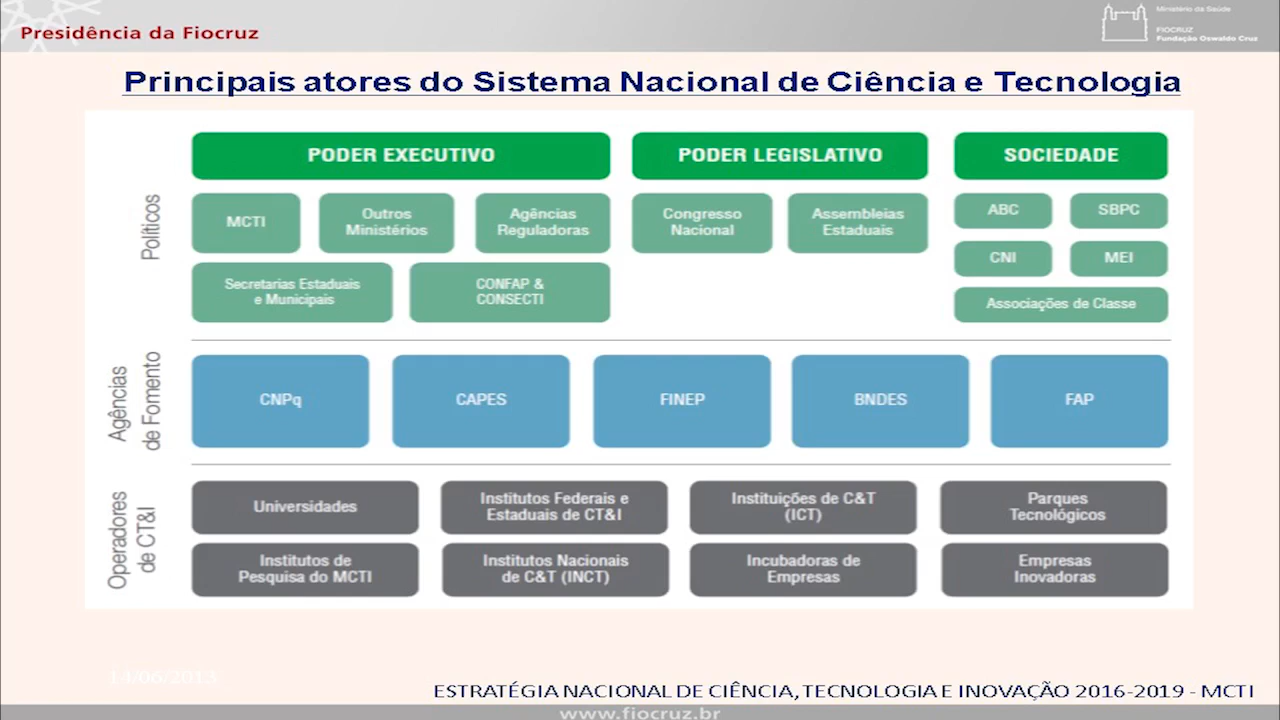 Presidência da Fiocruz
Ministério da Saúde
FIOCRUZ
Fundação Oswaldo Cruz
Principais atores do Sistema Nacional de Ciência e Tecnologia
PODER EXECUTIVO
PODER LEGISLATIVO
SOCIEDADE
Políticos
MCTI
Outros
Ministérios
Agências
Reguladoras
Congresso
Nacional
Assembleias
Estaduais
ABC
SBPC
CNI
MEI
Secretarias Estaduais
e Municipais
CONFAP &
CONSECTI
Associações de Classe
Agências
de Fomento
CNPq
CAPES
FINEP
BNDES
FAP
Operadores
de CT&I
Universidades
Institutos Federais e
Estaduais de CT&I
Instituições de C&T
(ICT)
Parques
Tecnológicos
Institutos de
Pesquisa do MCTI
Institutos Nacionais
de C&T (INCT)
Incubadoras de
Empresas
Empresas
Inovadoras
ESTRATÉGIA NACIONAL DE CIÊNCIA, TECNOLOGIA E INOVAÇÃO 2016-2019 - MCTI
www.fiocruz.br